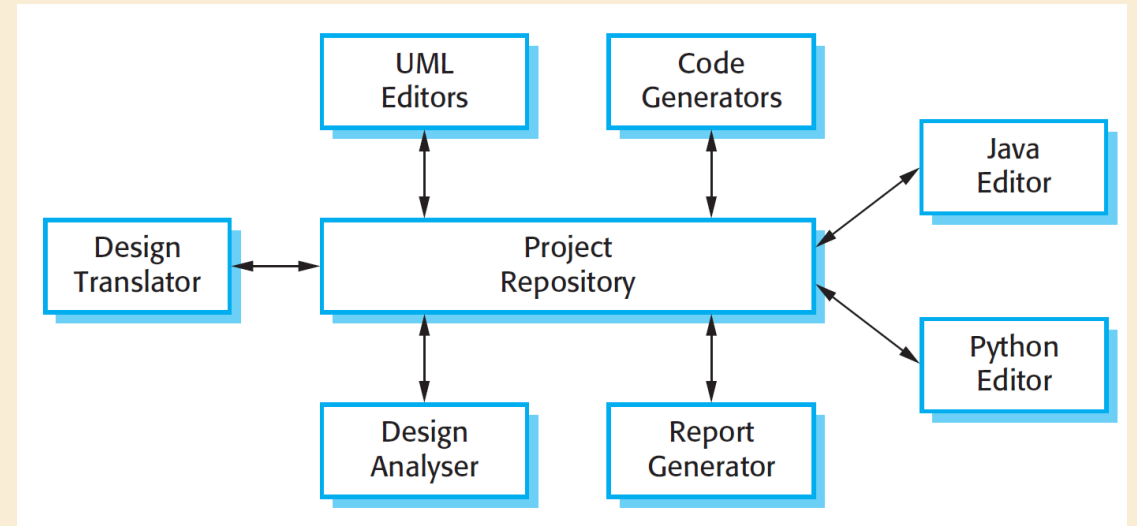 UML
Editors
Code
Generators
Java
Editor
Design
Translator
Project
Repository
Python
Editor
Design
Analyser
Report
Generator